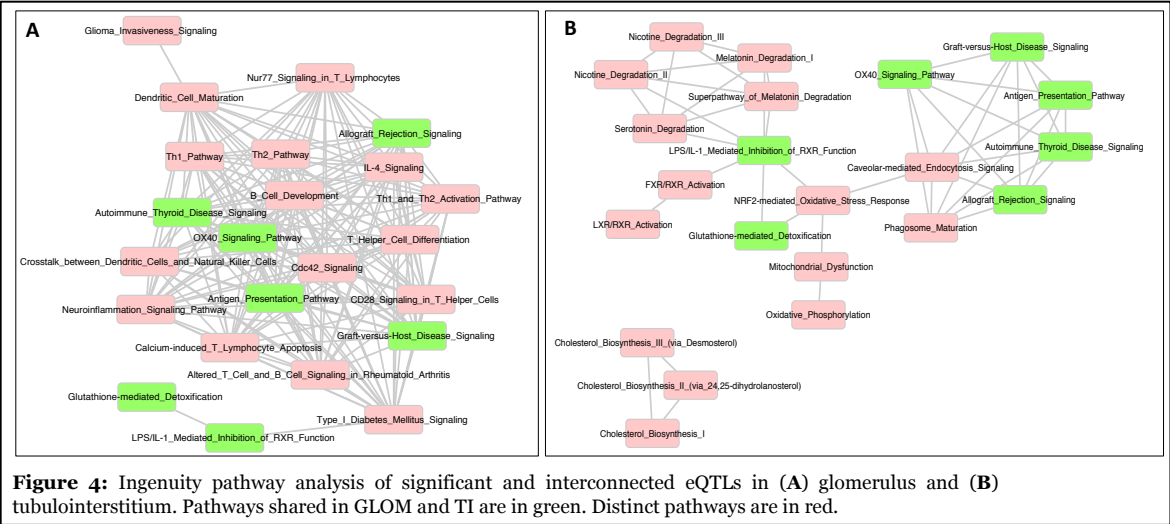 A
Glioma_Invasiveness_Signaling
Nur77_Signaling_in_T_Lymphocytes
Dendritic_Cell_Maturation
Allograft_Rejection_Signaling
Th1_Pathway
Th2_Pathway
IL-4_Signaling
B_Cell_Development
Th1_and_Th2_Activation_Pathway
Autoimmune_Thyroid_Disease_Signaling
OX40_Signaling_Pathway
T_Helper_Cell_Differentiation
Crosstalk_between_Dendritic_Cells_and_Natural_Killer_Cells
Cdc42_Signaling
Antigen_Presentation_Pathway
CD28_Signaling_in_T_Helper_Cells
Neuroinflammation_Signaling_Pathway
Graft-versus-Host_Disease_Signaling
Calcium-induced_T_Lymphocyte_Apoptosis
Altered_T_Cell_and_B_Cell_Signaling_in_Rheumatoid_Arthritis
Glutathione-mediated_Detoxification
Type_I_Diabetes_Mellitus_Signaling
LPS/IL-1_Mediated_Inhibition_of_RXR_Function
B
Nicotine_Degradation_III
Melatonin_Degradation_I
Nicotine_Degradation_II
Superpathway_of_Melatonin_Degradation
Serotonin_Degradation
LPS/IL-1_Mediated_Inhibition_of_RXR_Function
FXR/RXR_Activation
NRF2-mediated_Oxidative_Stress_Response
LXR/RXR_Activation
Glutathione-mediated_Detoxification
Mitochondrial_Dysfunction
Oxidative_Phosphorylation
Graft-versus-Host_Disease_Signaling
OX40_Signaling_Pathway
Antigen_Presentation_Pathway
Autoimmune_Thyroid_Disease_Signaling
Caveolar-mediated_Endocytosis_Signaling
Allograft_Rejection_Signaling
Phagosome_Maturation
Cholesterol_Biosynthesis_III_(via_Desmosterol)
Cholesterol_Biosynthesis_II_(via_24,25-dihydrolanosterol)
Cholesterol_Biosynthesis_I
Figure 4: Ingenuity pathway analysis of significant and interconnected eQTLs in (A) glomerulus and (B)
tubulointerstitium. Pathways shared in GLOM and TI are in green. Distinct pathways are in red.